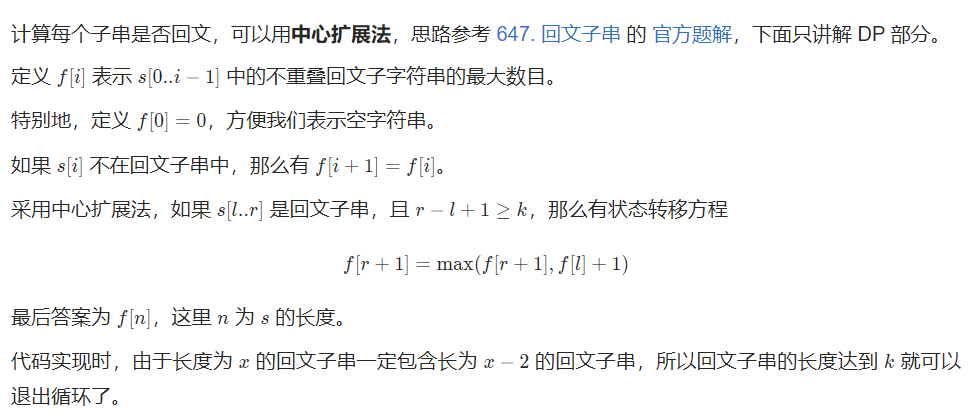 计算每个子串是否回文，可以用中心扩展法，思路参考 647. 回文子串 的 官方题解，下面只讲解 DP 部分。
定义 f[i] 表示 s[0..i − 1] 中的不重叠回文子字符串的最大数目。
特别地，定义 f[0] = 0，方便我们表示空字符串。
如果 s[i] 不在回文子串中，那么有 f[i + 1] = f[i]。
采用中心扩展法，如果 s[l..r] 是回文子串，且 r − l + 1 ≥ k，那么有状态转移方程
f[r + 1] = max(f[r + 1], f[l] + 1)
最后答案为 f[n]，这里 n 为 s 的长度。
代码实现时，由于长度为 x 的回文子串一定包含长为 x − 2 的回文子串，所以回文子串的长度达到 k 就可以
退出循环了。